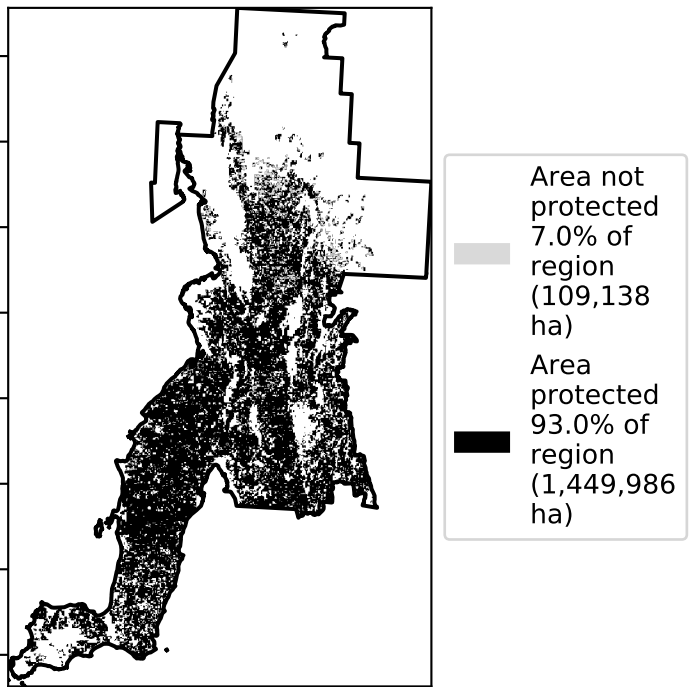 Area not
protected
7.0% of
region
(109,138
ha)
Area
protected
93.0% of
region
(1,449,986
ha)